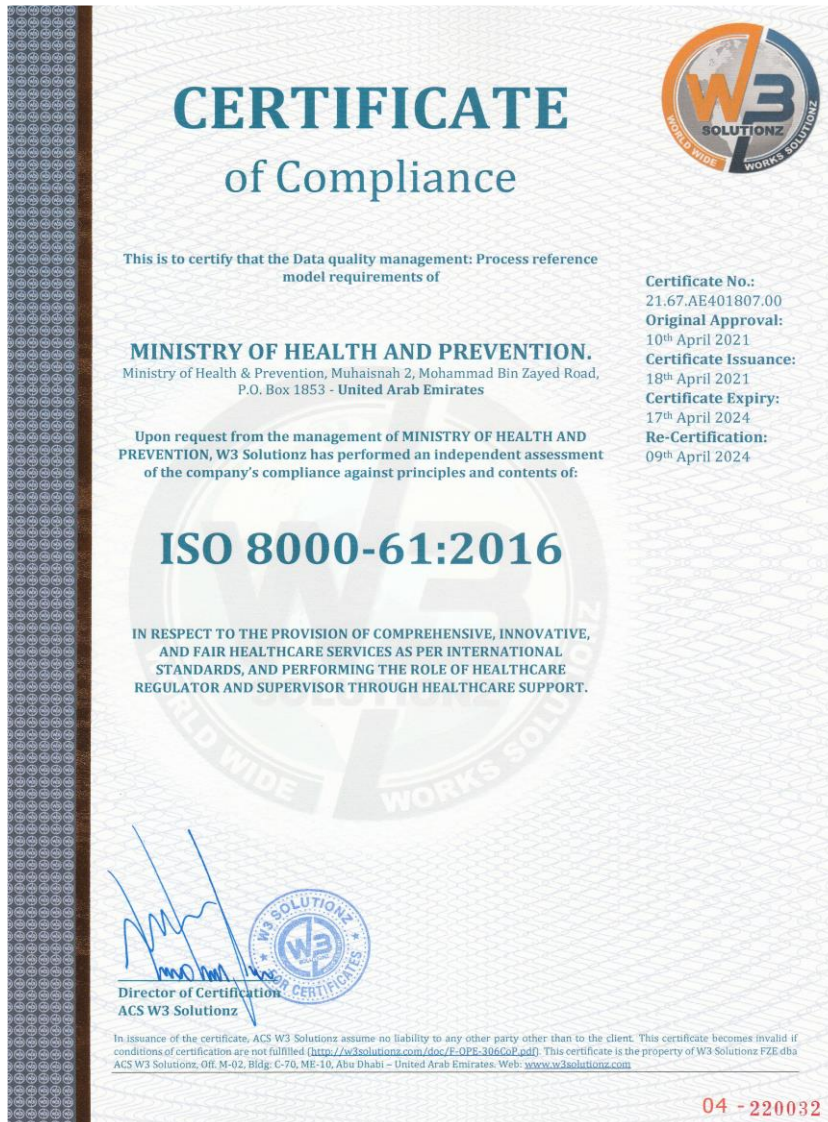 CERTIFICATE
of Compliance
W3
SOLUTIONZ
WORLD WIDE WORKS SOLUTIONZ
This is to certify that the Data quality management: Process reference
model requirements of
MINISTRY OF HEALTH AND PREVENTION.
Ministry of Health & Prevention, Muhaisnah 2, Mohammad Bin Zayed Road,
P.O. Box 1853 - United Arab Emirates
Upon request from the management of MINISTRY OF HEALTH AND
PREVENTION, W3 Solutionz has performed an independent assessment
of the company's compliance against principles and contents of:
Certificate No.:
21.67.AE401807.00
Original Approval:
10th April 2021
Certificate Issuance:
18th April 2021
Certificate Expiry:
17th April 2024
Re-Certification:
09th April 2024
ISO 8000-61:2016
IN RESPECT TO THE PROVISION OF COMPREHENSIVE, INNOVATIVE,
AND FAIR HEALTHCARE SERVICES AS PER INTERNATIONAL
STANDARDS, AND PERFORMING THE ROLE OF HEALTHCARE
REGULATOR AND SUPERVISOR THROUGH HEALTHCARE SUPPORT.
W3
SOLUTIONZ
WORLD WIDE WORKS SOLUTIONZ
W3 SOLUTIONZ
W3
CERTIFICATES
Director of Certification
ACS W3 Solutionz
In issuance of the certificate, ACS W3 Solutionz assume no liability to any other party other than to the client. This certificate becomes invalid if
conditions of certification are not fulfilled (http://w3solutionz.com/doc/F-OPE-306CoP.pdf). This certificate is the property of W3 Solutionz FZE dba
ACS W3 Solutionz, Off. M-02, Bldg: C-70, ME-10, Abu Dhabi – United Arab Emirates. Web: www.w3solutionz.com
04 - 220032